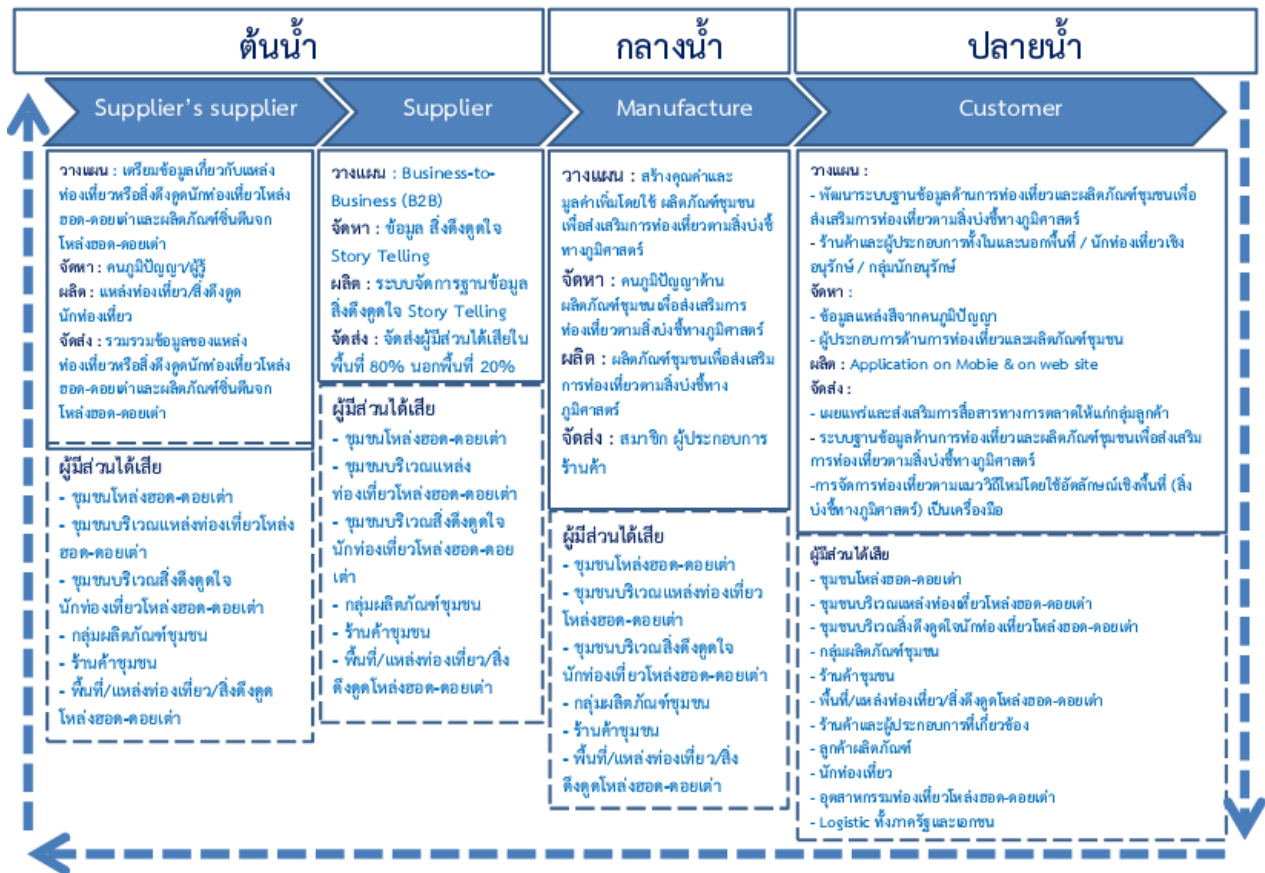 ต้นน้ำ
กลางน้ำ
ปลายน้ำ
Supplier's supplier
Supplier
Manufacture
Customer
วางแผน : เตรียมข้อมูลเกี่ยวกับแหล่ง
ท่องเที่ยวหรือสิ่งดึงดูดนักท่องเที่ยวโหล่ง
ฮอด-ดอยเต่าและผลิตภัณฑ์ซิ่นตีนจก
โหล่งฮอด-ดอยเต่า
จัดหา : คนภูมิปัญญา/ผู้รู้
ผลิต : แหล่งท่องเที่ยว/สิ่งดึงดูด
นักท่องเที่ยว
จัดส่ง : รวมรวมข้อมูลของแหล่ง
ท่องเที่ยวหรือสิ่งดึงดูดนักท่องเที่ยวโหล่ง
ฮอด-ดอยเต่าและผลิตภัณฑ์ซิ่นตีนจก
โหล่งฮอด-ดอยเต่า
ผู้มีส่วนได้เสีย
- ชุมชนโหล่งฮอด-ดอยเต่า
- ชุมชนบริเวณแหล่งท่องเที่ยวโหล่ง
ฮอด-ดอยเต่า
- ชุมชนบริเวณสิ่งดึงดูดใจ
นักท่องเที่ยวโหล่งฮอด-ดอยเต่า
- กลุ่มผลิตภัณฑ์ชุมชน
- ร้านค้าชุมชน
- พื้นที่/แหล่งท่องเที่ยว/สิ่งดึงดูด
โหล่งฮอด-ดอยเต่า
วางแผน : Business-to-
Business (B2B)
จัดหา : ข้อมูล สิ่งดึงดูดใจ
Story Telling
ผลิต : ระบบจัดการฐานข้อมูล
สิ่งดึงดูดใจ Story Telling
จัดส่ง : จัดส่งผู้มีส่วนได้เสียใน
พื้นที่ 80% นอกพื้นที่ 20%
ผู้มีส่วนได้เสีย
- ชุมชนโหล่งฮอด-ดอยเต่า
- ชุมชนบริเวณแหล่ง
ท่องเที่ยวโหล่งฮอด-ดอยเต่า
- ชุมชนบริเวณสิ่งดึงดูดใจ
นักท่องเที่ยวโหล่งฮอด-ดอย
เต่า
- กลุ่มผลิตภัณฑ์ชุมชน
- ร้านค้าชุมชน
- พื้นที่/แหล่งท่องเที่ยว/สิ่ง
ดึงดูดโหล่งฮอด-ดอยเต่า
วางแผน : สร้างคุณค่าและ
มูลค่าเพิ่มโดยใช้ ผลิตภัณฑ์ชุมชน
เพื่อส่งเสริมการท่องเที่ยวตามสิ่งบ่งชี้
ทางภูมิศาสตร์
จัดหา : คนภูมิปัญญาด้าน
ผลิตภัณฑ์ชุมชนเพื่อส่งเสริมการ
ท่องเที่ยวตามสิ่งบ่งชี้ทางภูมิศาสตร์
ผลิต : ผลิตภัณฑ์ชุมชนเพื่อส่งเสริม
การท่องเที่ยวตามสิ่งบ่งชี้ทาง
ภูมิศาสตร์
จัดส่ง : สมาชิก ผู้ประกอบการ
ร้านค้า
ผู้มีส่วนได้เสีย
- ชุมชนโหล่งฮอด-ดอยเต่า
- ชุมชนบริเวณแหล่งท่องเที่ยว
โหล่งฮอด-ดอยเต่า
- ชุมชนบริเวณสิ่งดึงดูดใจ
นักท่องเที่ยวโหล่งฮอด-ดอยเต่า
- กลุ่มผลิตภัณฑ์ชุมชน
- ร้านค้าชุมชน
- พื้นที่/แหล่งท่องเที่ยว/สิ่ง
ดึงดูดโหล่งฮอด-ดอยเต่า
วางแผน :
- พัฒนาระบบฐานข้อมูลด้านการท่องเที่ยวและผลิตภัณฑ์ชุมชนเพื่อ
ส่งเสริมการท่องเที่ยวตามสิ่งบ่งชี้ทางภูมิศาสตร์
- ร้านค้าและผู้ประกอบการทั้งในและนอกพื้นที่ / นักท่องเที่ยวเชิง
อนุรักษ์ / กลุ่มนักอนุรักษ์
จัดหา :
- ข้อมูลแหล่งสีจากคนภูมิปัญญา
- ผู้ประกอบการด้านการท่องเที่ยวและผลิตภัณฑ์ชุมชน
ผลิต : Application on Mobie & on web site
จัดส่ง :
- เผยแพร่และส่งเสริมการสื่อสารทางการตลาดให้แก่กลุ่มลูกค้า
- ระบบฐานข้อมูลด้านการท่องเที่ยวและผลิตภัณฑ์ชุมชนเพื่อส่งเสริม
การท่องเที่ยวตามสิ่งบ่งชี้ทางภูมิศาสตร์
-การจัดการท่องเที่ยวตามแนววิถีใหม่โดยใช้อัตลักษณ์เชิงพื้นที่ (สิ่ง
บ่งชี้ทางภูมิศาสตร์) เป็นเครื่องมือ
ผู้มีส่วนได้เสีย
- ชุมชนโหล่งฮอด-ดอยเต่า
- ชุมชนบริเวณแหล่งท่องเที่ยวโหล่งฮอด-ดอยเต่า
- ชุมชนบริเวณสิ่งดึงดูดใจนักท่องเที่ยวโหล่งฮอด-ดอยเต่า
- กลุ่มผลิตภัณฑ์ชุมชน
- ร้านค้าชุมชน
- พื้นที่/แหล่งท่องเที่ยว/สิ่งดึงดูดโหล่งฮอด-ดอยเต่า
- ร้านค้าและผู้ประกอบการที่เกี่ยวข้อง
- ลูกค้าผลิตภัณฑ์
- นักท่องเที่ยว
- อุตสาหกรรมท่องเที่ยวโหล่งฮอด-ดอยเต่า
- Logistic ทั้งภาครัฐและเอกชน